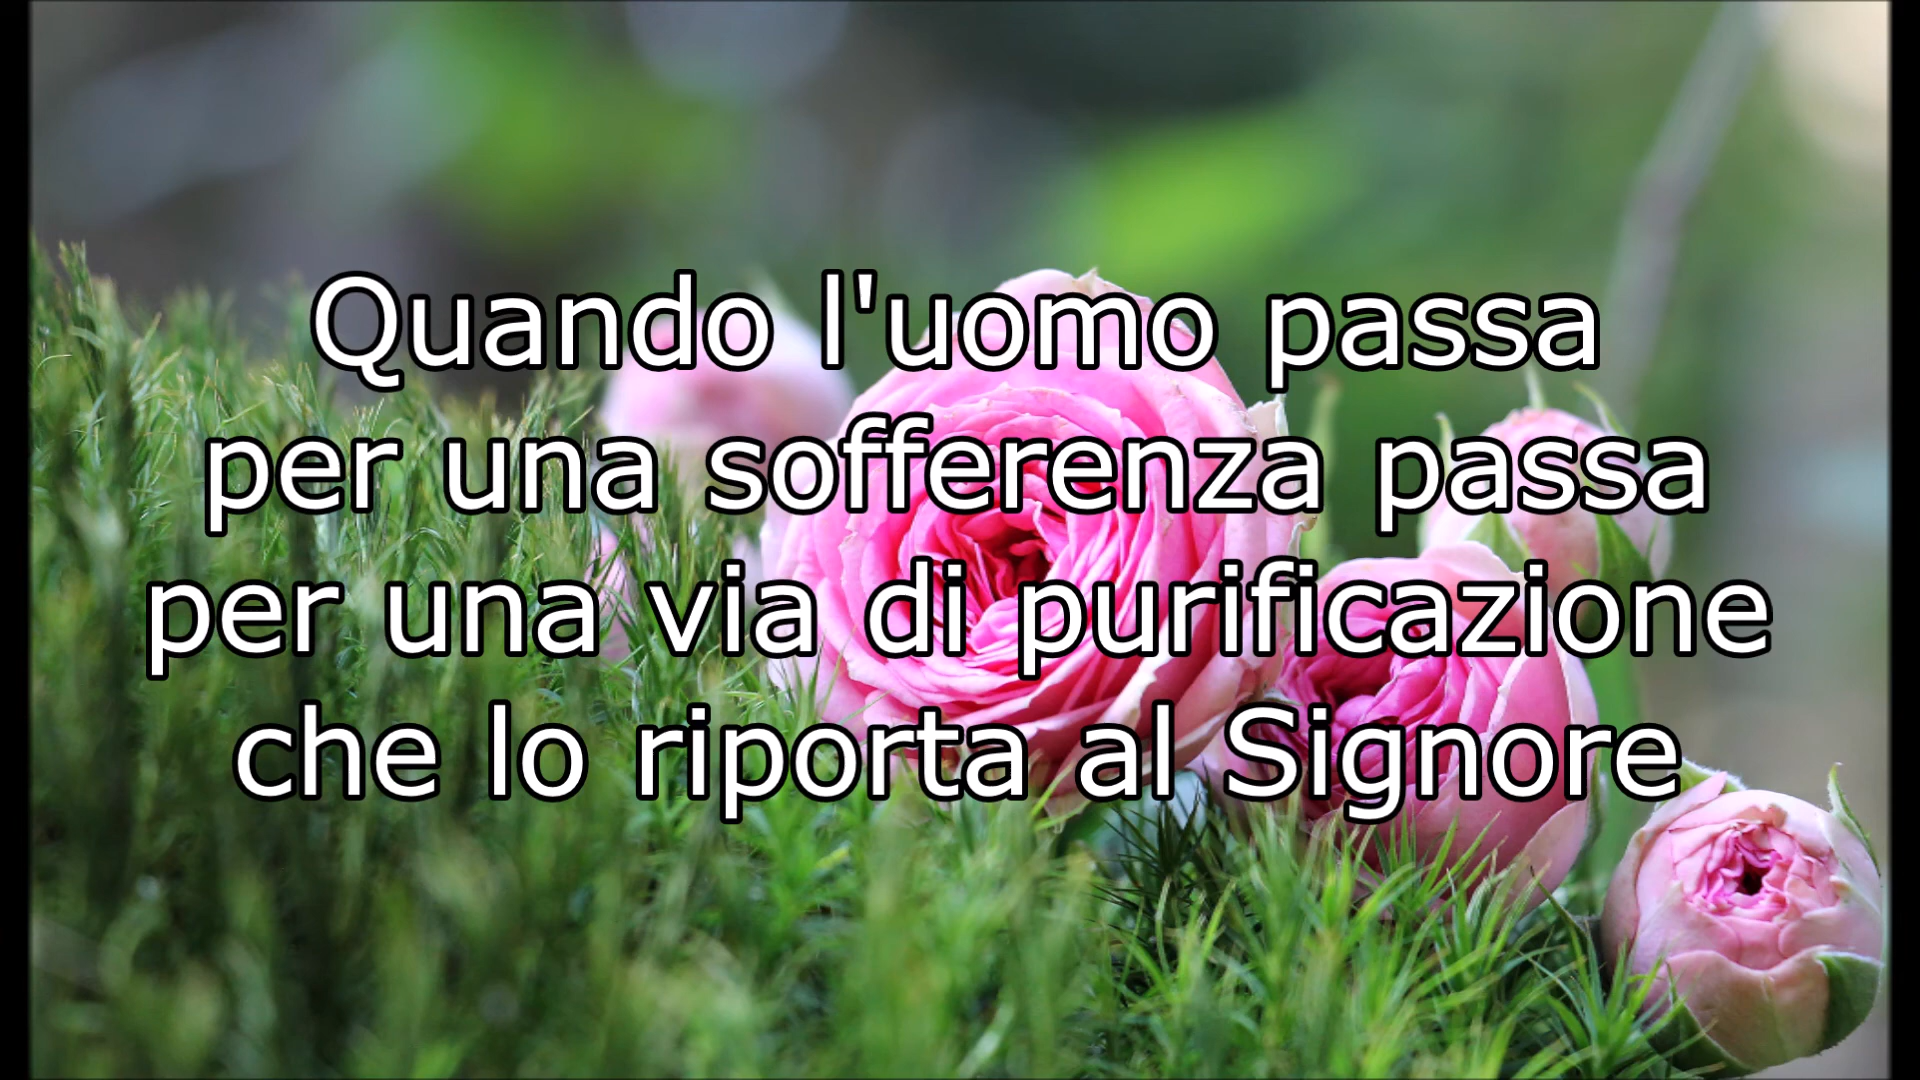 Quando l'uomo passa
per una sofferenza passa
per una via di purificazione
che lo riporta al Signore